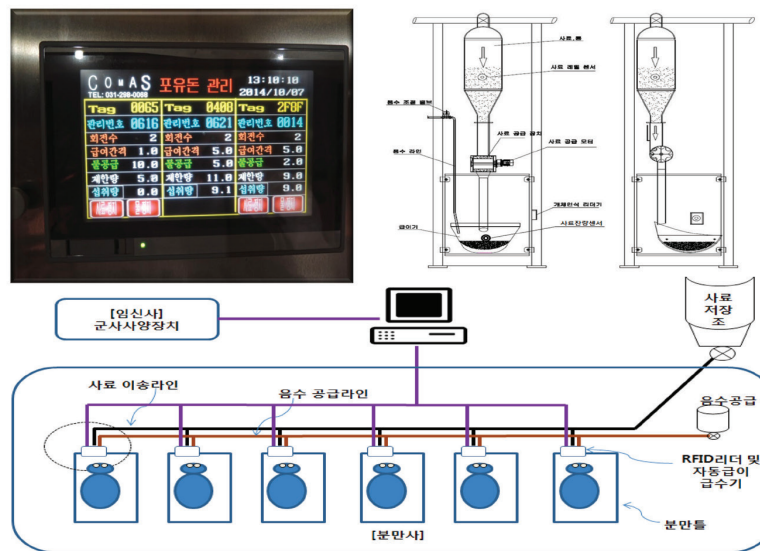 COMAS 포유돈 관리 13:10:10
TEL: 031-298-0068 2014/10/07
Tag 0065 Tag 0408 Tag 2F8F
관리번호 0616 관리번호 0621 관리번호 0014
회전수 2 회전수 2 회전수 2
급여간격 1.0 급여간격 5.0 급여간격 5.0
물공급 10.0 물공급 5.0 물공급 2.0
제한량 5.0 제한량 11.0 제한량 9.0
섭취량 0.0 섭취량 9.1 섭취량 9.0
사료 레벨 센서
음수 조절 밸브
사료 공급 장치
음수 라인
사료 공급 모터
개체인식 리더기
급이기
사료잔량센서
[임신사]
군사사양장치
사료
저장
조
사료 이송라인
음수 공급라인
음수공급
RFID리더 및
자동급이
급수기
분만틀
[분만사]